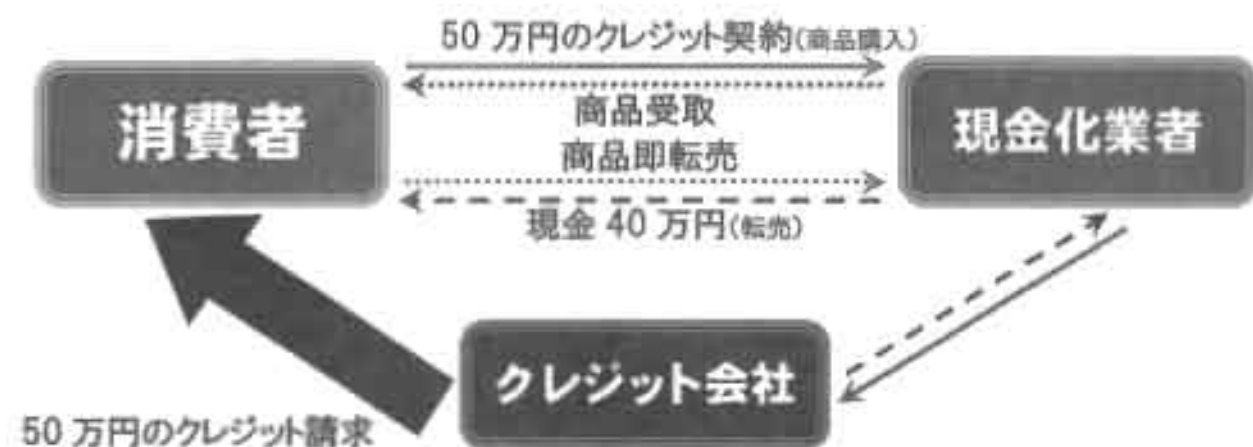 50 万円のクレジット契約(商品購入)
消費者
現金化業者
商品受取
商品即転売
現金 40 万円(転売)
クレジット会社
50 万円のクレジット請求